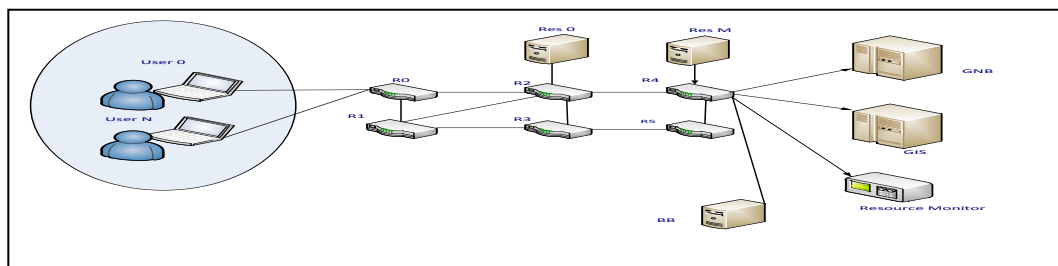 Res 0
Res M
User 0
GNB
R0
R2
R4
User N
R1
R3
R5
GIS
Resource Monitor
BB